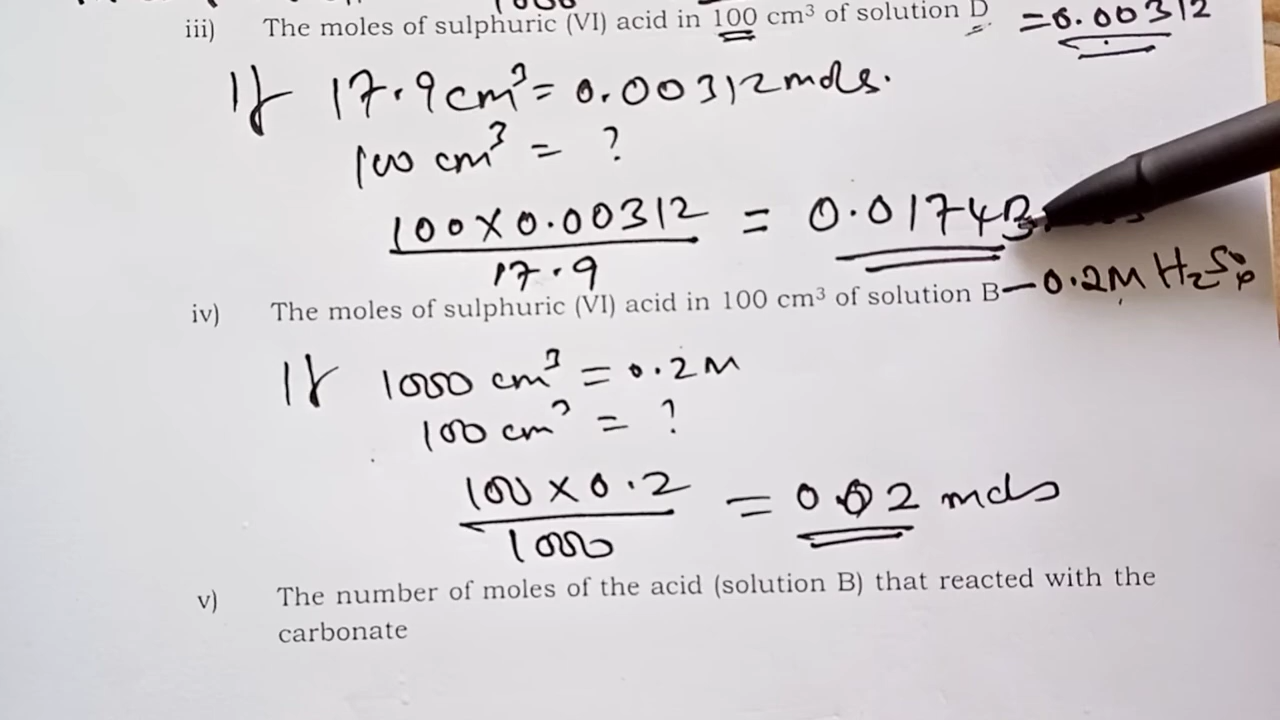 iii) The moles of sulphuric (VI) acid in 100 cm³ of solution D =0.00312
If 17.9cm³ = 0.00312mols.
100 cm³ = ?
100 X 0.00312 = 0.01743
17.9
iv) The moles of sulphuric (VI) acid in 100 cm³ of solution B – 0.2M
If 1000 cm³ = 0.2M
100 cm³ = ?
100 X 0.2 = 0.02 mols
1000
v) The number of moles of the acid (solution B) that reacted with the
carbonate